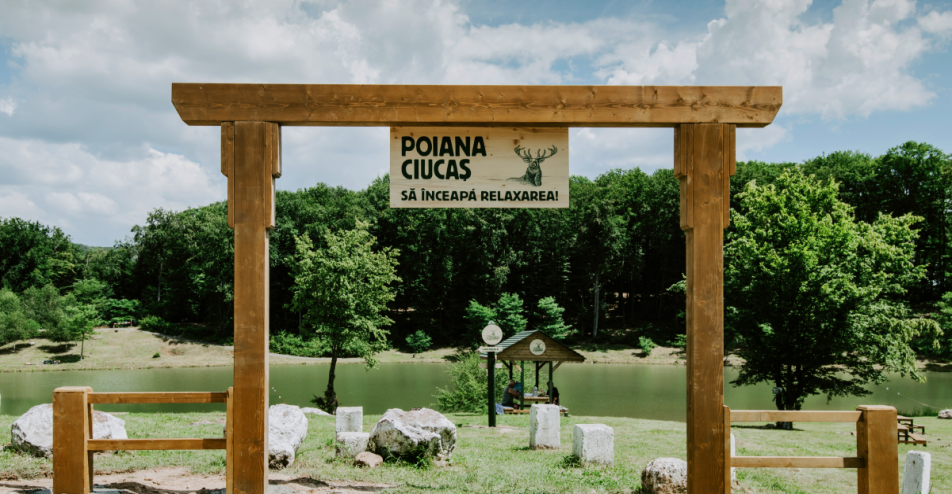 POIANA
CIUCAȘ
SĂ ÎNCEAPĂ RELAXAREA!